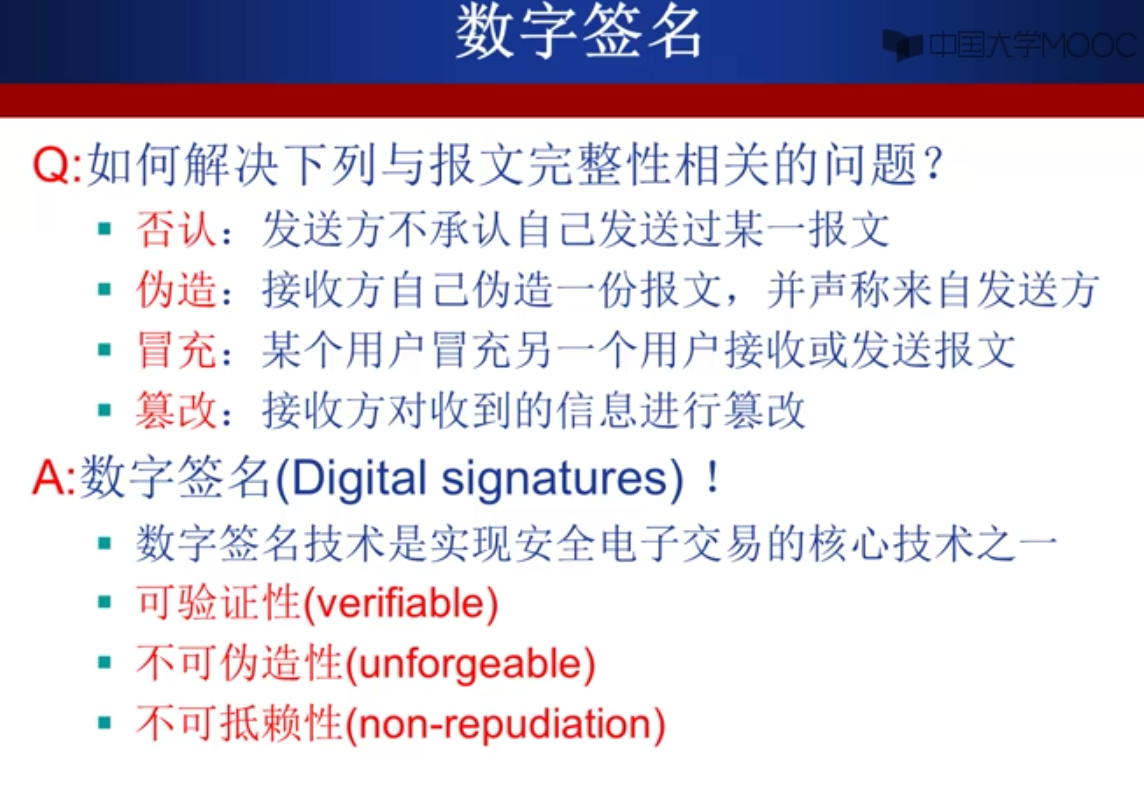 数字签名
中国大学MOOC
Q:如何解决下列与报文完整性相关的问题？
否认：发送方不承认自己发送过某一报文
伪造：接收方自己伪造一份报文，并声称来自发送方
冒充：某个用户冒充另一个用户接收或发送报文
篡改：接收方对收到的信息进行篡改
A:数字签名(Digital signatures)！
数字签名技术是实现安全电子交易的核心技术之一
可验证性(verifiable)
不可伪造性(unforgeable)
不可抵赖性(non-repudiation)